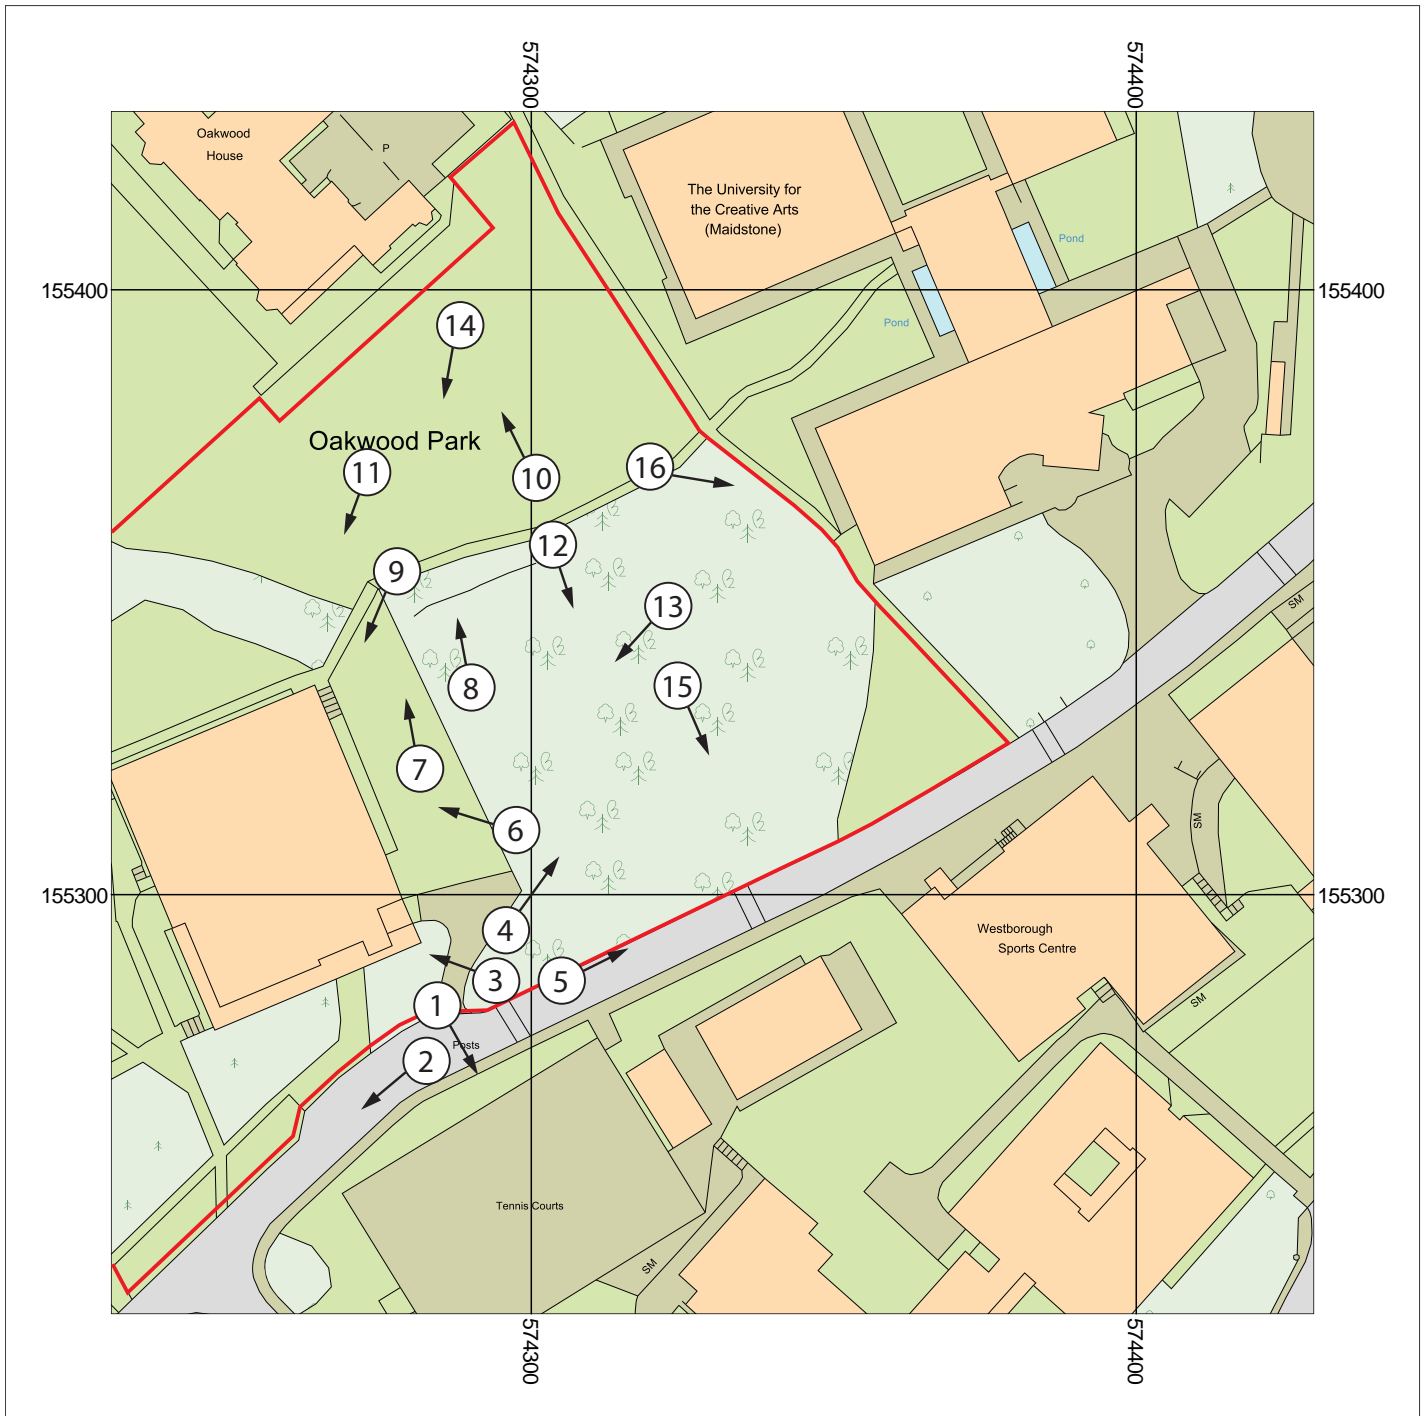 574300
574400
Oakwood
House
P
The University for
the Creative Arts
(Maidstone)
Pond
155400
155400
Pond
14
Oakwood Park
11
10
16
12
9
SM
13
8
15
7
SM
6
155300
155300
4
Westborough
Sports Centre
3
5
1
SM
Posts
2
Tennis Courts
SM
574300
574400